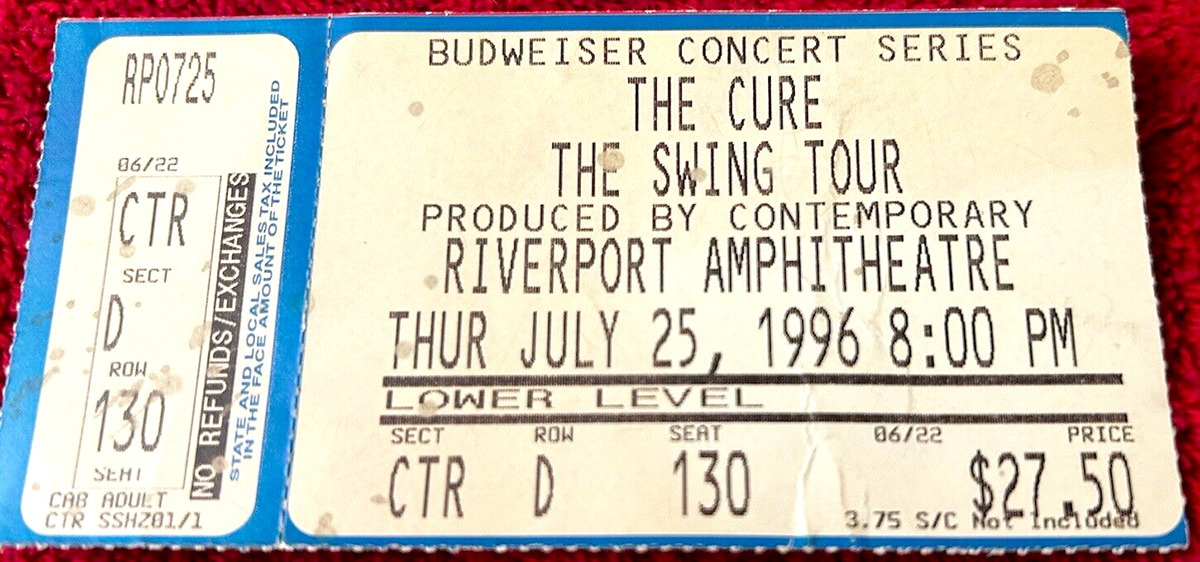 RP0725
06/22
CTR
SECT
D
ROW
130
SEAT
CAB ADULT
CTR SSHZ01/1
NO REFUNDS/EXCHANGES
STATE AND LOCAL SALES TAX INCLUDED
IN THE FACE AMOUNT OF THE TICKET
BUDWEISER CONCERT SERIES
THE CURE
THE SWING TOUR
PRODUCED BY CONTEMPORARY
RIVERPORT AMPHITHEATRE
THUR JULY 25, 1996 8:00 PM
LOWER LEVEL
SECT ROW SEAT 06/22 PRICE
CTR D 130 $27.50
3.75 S/C Not Included